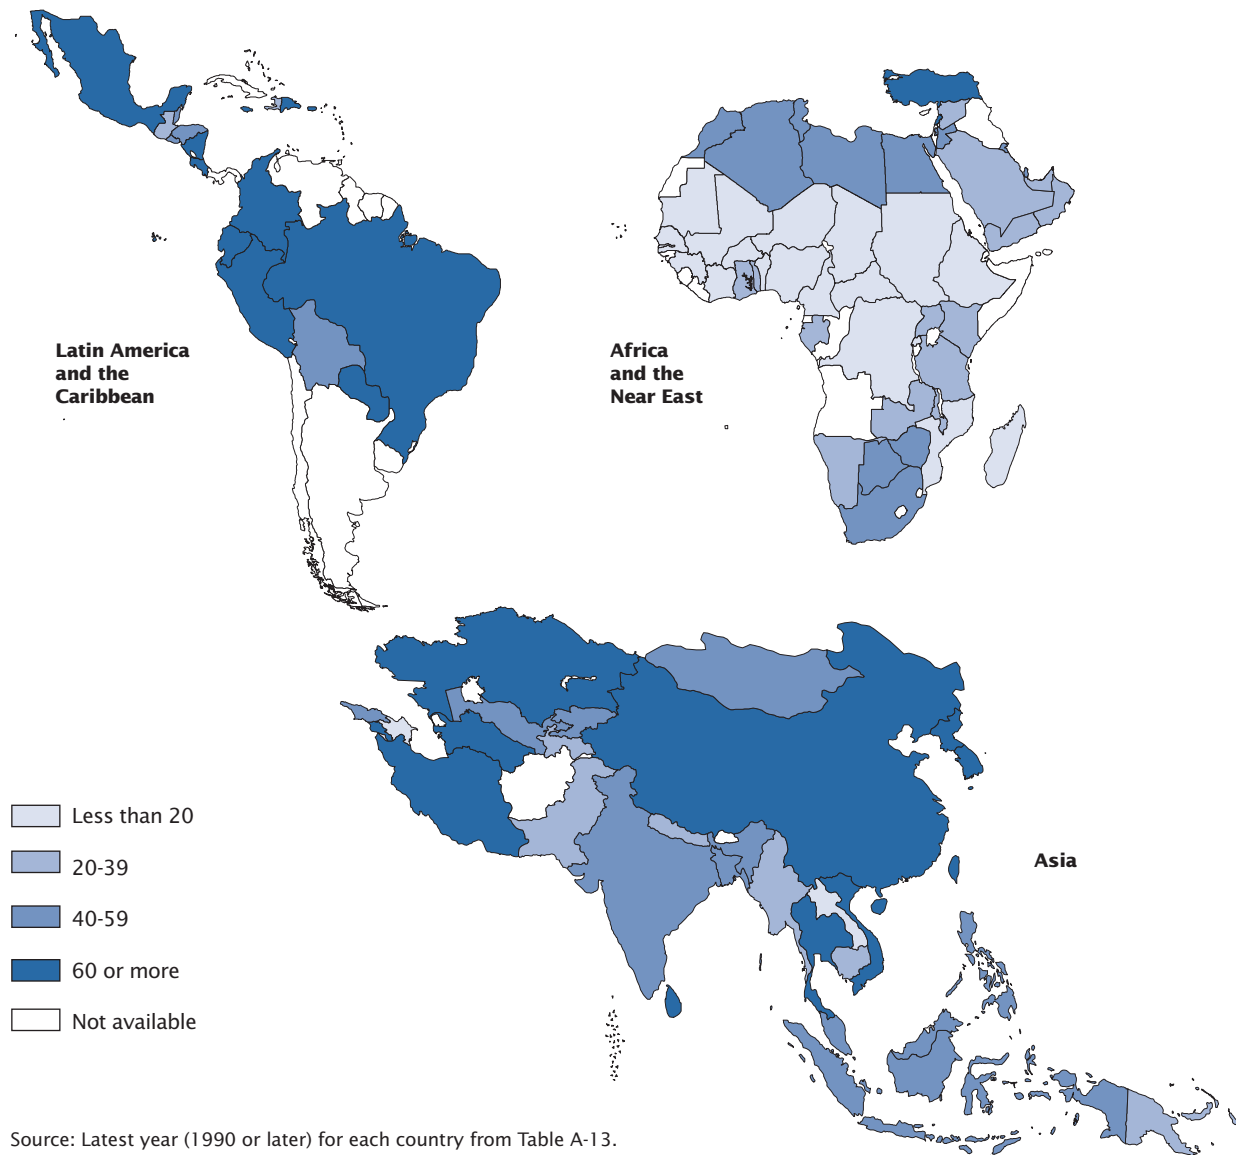 Latin America
and the
Caribbean
Africa
and the
Near East
Less than 20
20-39
40-59
60 or more
Not available
Asia
Source: Latest year (1990 or later) for each country from Table A-13.